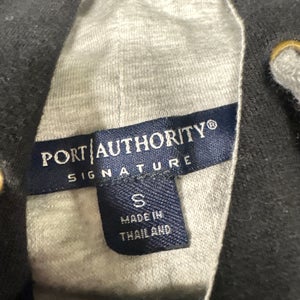 PORT AUTHORITY®
SIGNATURE
S
MADE IN
THAILAND